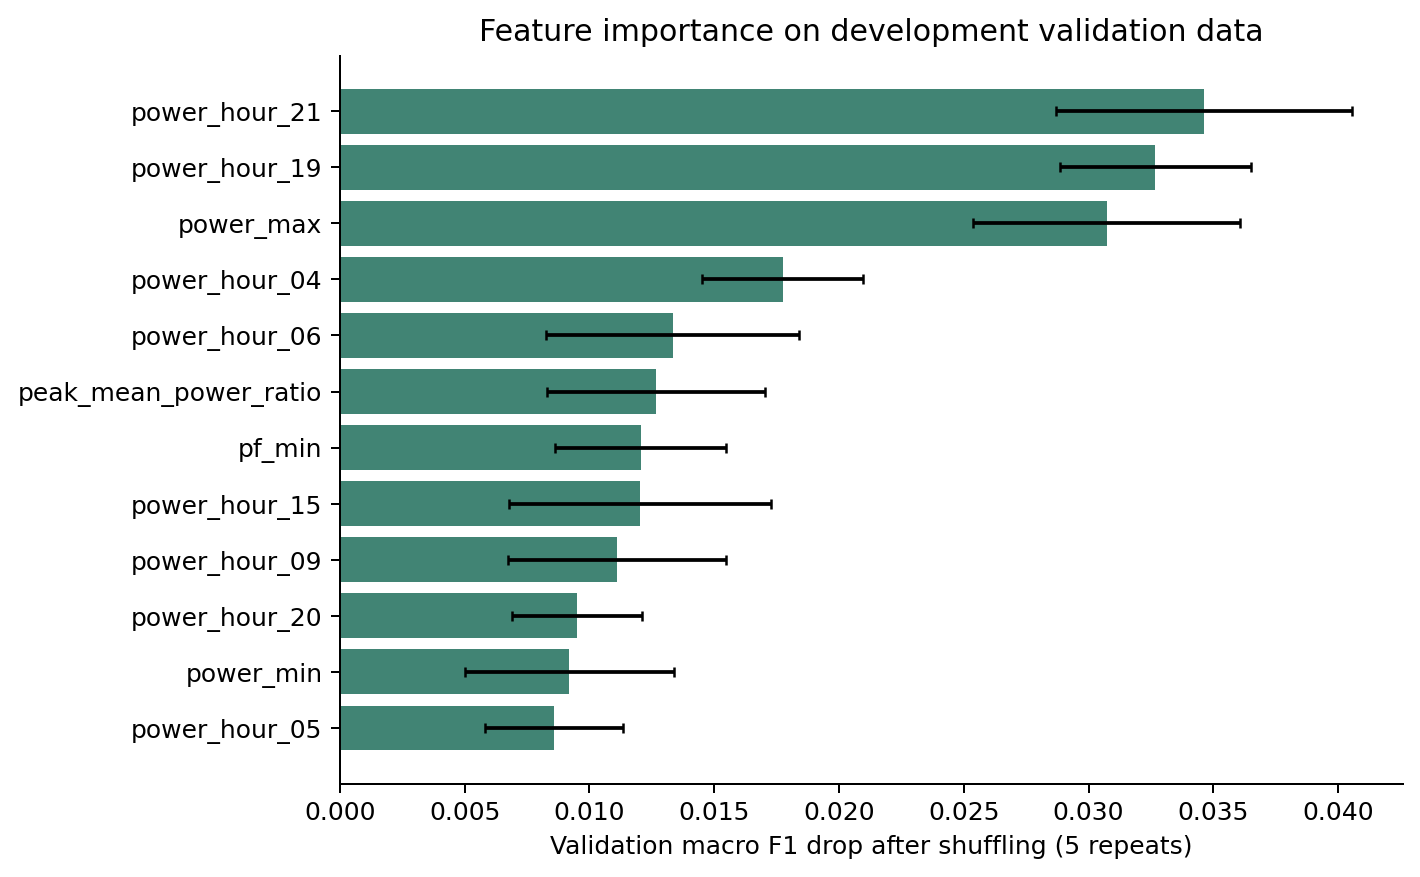 Feature importance on development validation data
power_hour_21
power_hour_19
power_max
power_hour_04
power_hour_06
peak_mean_power_ratio
pf_min
power_hour_15
power_hour_09
power_hour_20
power_min
power_hour_05
0.000 0.005 0.010 0.015 0.020 0.025 0.030 0.035 0.040
Validation macro F1 drop after shuffling (5 repeats)